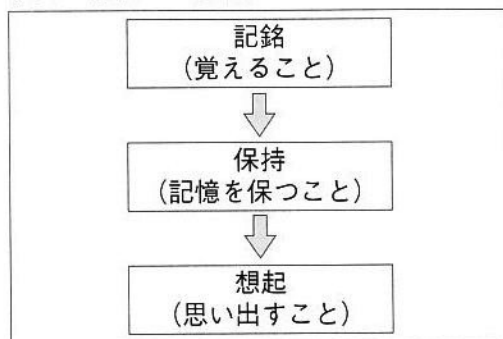 記銘
（覚えること）
保持
（記憶を保つこと）
想起
（思い出すこと）